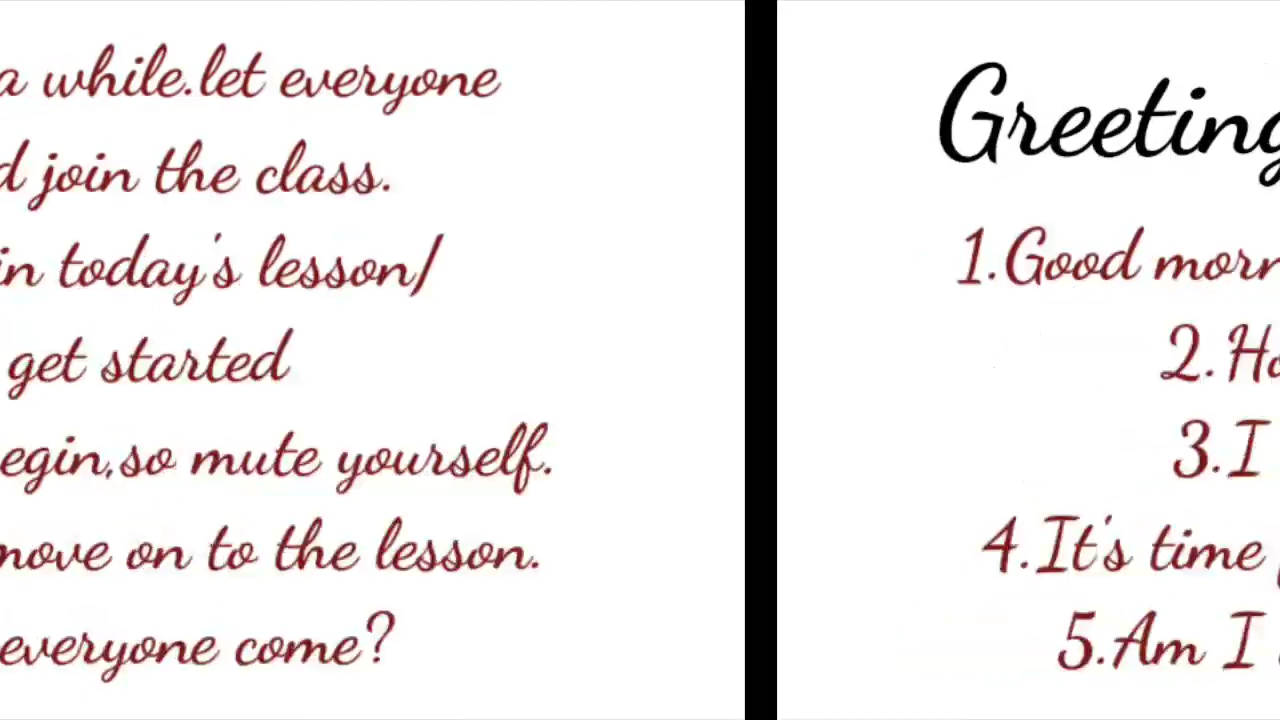 a while.let everyone
d join the class.
in today's lesson/
get started
egin,so mute yourself.
move on to the lesson.
everyone come?
Greeting
1.Good morn
2. Ho
3.I
4.It's time
5.Am I